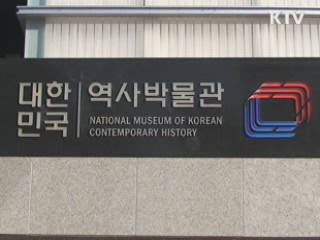 KTV
대한
민국
역사박물관
NATIONAL MUSEUM OF KOREAN
CONTEMPORARY HISTORY